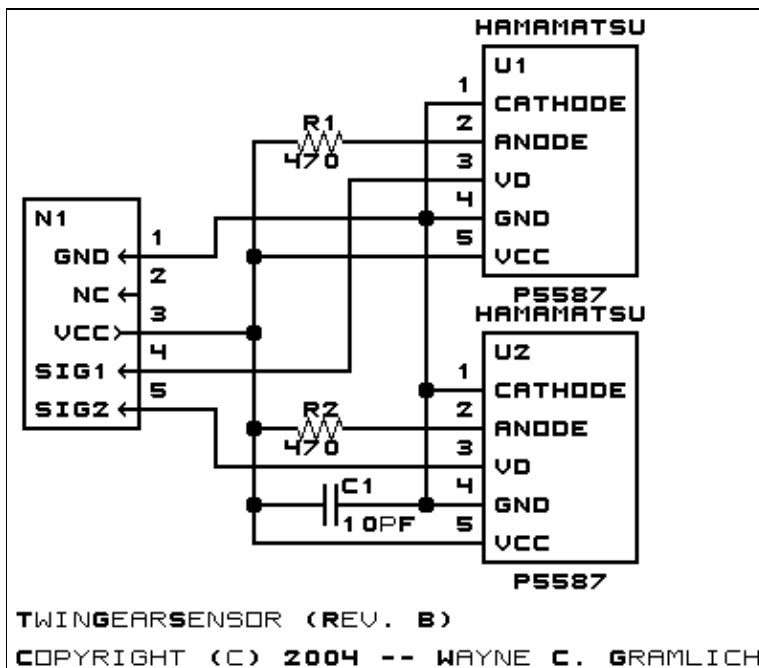 HAMAMATSU
U1
1 CATHODE
R1 2 ANODE
470 3 VO
4 GND
5 VCC
P5587
N1
GND 1
NC 2
VCC 3
SIG1 4
SIG2 5
HAMAMATSU
U2
1 CATHODE
R2 2 ANODE
470 3 VO
C1 4 GND
10PF 5 VCC
P5587
TWINGEARSENSOR (REV. B)
COPYRIGHT (C) 2004 -- WAYNE C. GRAMLICH